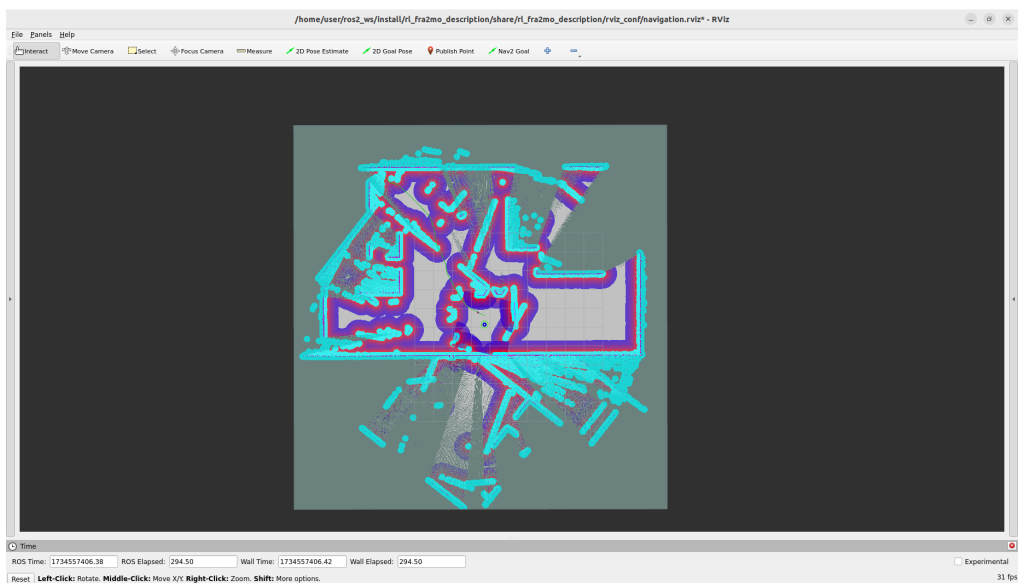 /home/user/ros2_ws/install/rl_fra2mo_description/share/rl_fra2mo_description/rviz_conf/navigation.rviz* - RViz
File Panels Help
Interact Move Camera Select Focus Camera Measure 2D Pose Estimate 2D Goal Pose Publish Point Nav2 Goal
Time
ROS Time: 1734557406.38 ROS Elapsed: 294.50 Wall Time: 1734557406.42 Wall Elapsed: 294.50 Experimental
Reset Left-Click: Rotate. Middle-Click: Move X/Y. Right-Click: Zoom. Shift: More options. 31 fps